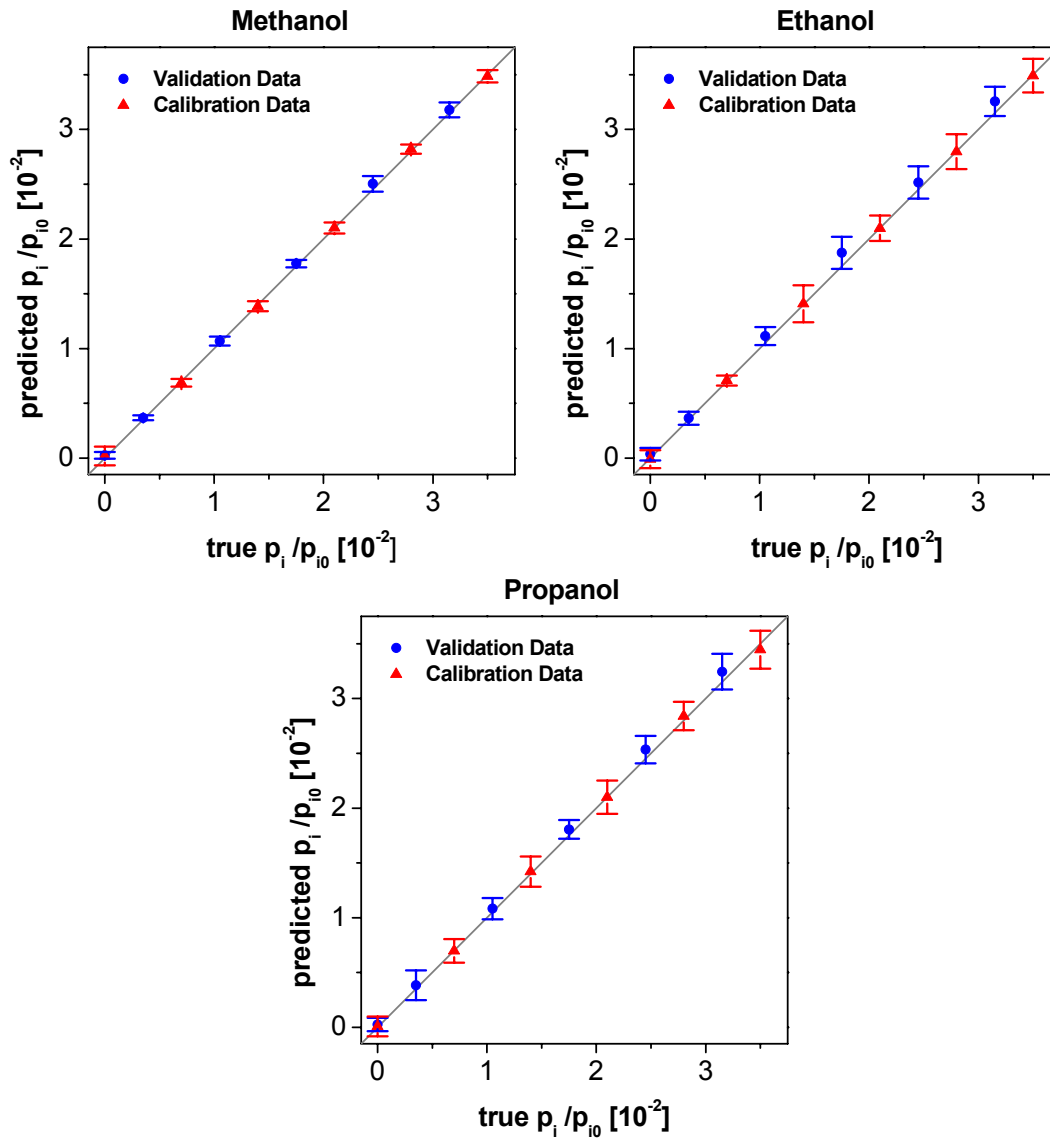 Methanol
Validation Data
Calibration Data
predicted p_i /p_i0 [10^-2]
3
2
1
0
0 1 2 3
true p_i /p_i0 [10^-2]
Ethanol
Validation Data
Calibration Data
predicted p_i /p_i0 [10^-2]
3
2
1
0
0 1 2 3
true p_i /p_i0 [10^-2]
Propanol
Validation Data
Calibration Data
predicted p_i /p_i0 [10^-2]
3
2
1
0
0 1 2 3
true p_i /p_i0 [10^-2]